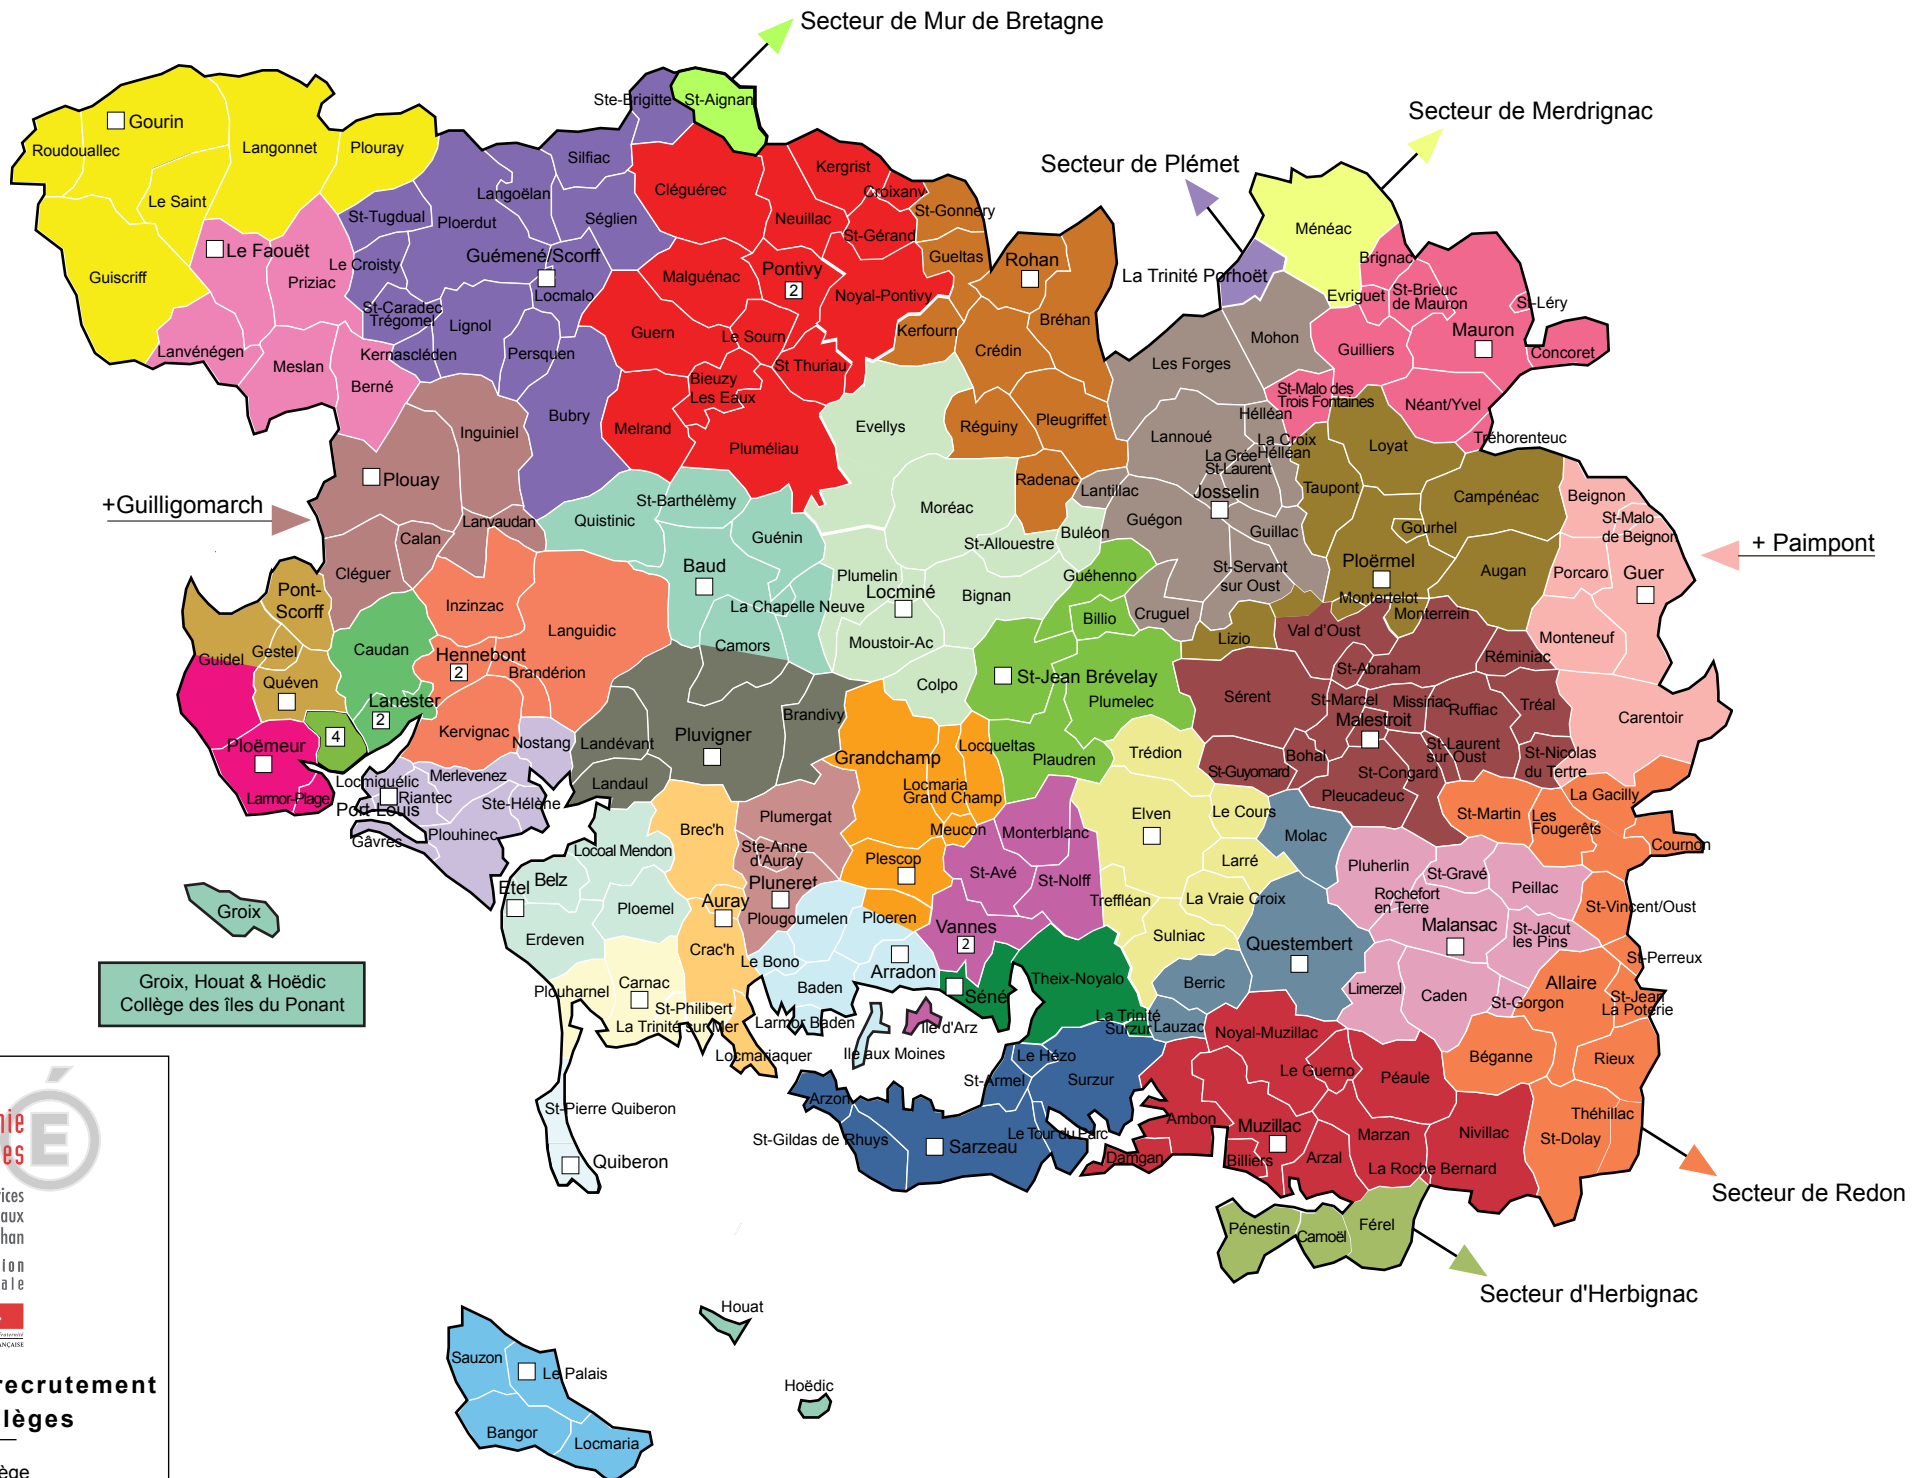 Secteur de Mur de Bretagne
Secteur de Merdrignac
Secteur de Plémet
Ste-Brigitte
St-Aignan
Gourin
Roudouallec
Langonnet
Plouray
Le Saint
Guiscriff
Silfiac
Langoëlan
St-Tugdual
Ploerdut
Séglien
Cléguérec
Kergrist
Croixanv
Neuillac
St-Gérand
St-Gonnery
Gueltas
Rohan
Ménéac
La Trinité Porhoët
Brignac
Evriguet
St-Brieuc
de Mauron
St-Léry
Mauron
Concoret
Le Faouët
Priziac
Le Croisty
Guémené Scorff
Locmalo
St-Caradec
Trégomel
Lignol
Kernascléden
Persquen
Malguénac
Pontivy
2
Noyal-Pontivy
Guern
Le Sourn
St Thuriau
Kerfourn
Crédin
Bréhan
Les Forges
Mohon
Guilliers
St-Malo des
Trois Fontaines
Néant/Yvel
Tréhorenteuc
Lanvénégen
Meslan
Berné
Bubry
Inguiniel
Melrand
Bieuzy
Les Eaux
Pluméliau
Evellys
Réguiny
Pleugriffet
Radenac
Lannoué
Hélléan
La Croix
Hélléan
La Grée
St-Laurent
Loyat
Taupont
Campénéac
Gourhel
Beignon
St-Malo
de Beignon
+Guilligomarch
Plouay
Lanvaudan
Calan
Cléguer
Quistinic
St-Barthélèmy
Guénin
Baud
La Chapelle Neuve
Camors
Moréac
St-Allouestre
Buléon
Lantillac
Guégon
Josselin
Guillac
St-Servant
sur Oust
Cruguel
Guéhenno
Billio
Ploërmel
Montertelot
Augan
Porcaro
Guer
+ Paimpont
Monteneuf
Pont-
Scorff
Inzinzac
Languidic
Caudan
Gestel
Guidel
Quéven
Hennebont
2
Brandérion
Lanester
2
4
Ploëmeur
Larmor-Plage
Kervignac
Nostang
Locmiquélic
Merlevenez
Riantec
Port-Louis
Ste-Hélène
Gâvres
Plouhinec
Plumelin
Locminé
Bignan
Moustoir-Ac
Colpo
St-Jean Brévelay
Plumelec
Lizio
Val d'Oust
Monterrein
Réminiac
St-Abraham
Sérent
St-Marcel
Missiriac
Ruffiac
Tréal
Malestroit
Carentoir
Bohal
St-Laurent
sur Oust
St-Nicolas
du Tertre
St-Guyomard
St-Congard
Pleucadeuc
Landévant
Pluvigner
Brandivy
Landaul
Grandchamp
Locqueltas
Plaudren
Locmaria
Grand Champ
Trédion
Elven
Le Cours
Molac
St-Martin
Les
Fougerêts
La Gacilly
Cournon
Locoal Mendon
Brec'h
Plumergat
Ste-Anne
d'Auray
Meucon
Monterblanc
Plescop
St-Avé
St-Nolff
Larré
Pluherlin
St-Gravé
Peillac
Etel
Belz
Ploemel
Auray
Pluneret
Plougoumelen
Ploeren
Treffléan
La Vraie Croix
Rochefort
en Terre
Malansac
St-Vincent/Oust
St-Jacut
les Pins
Groix
Erdeven
Crac'h
Le Bono
Arradon
Vannes
2
Sulniac
Questembert
St-Perreux
Groix, Houat & Hoëdic
Collège des îles du Ponant
Plouharnel
Carnac
St-Philibert
La Trinité sur Mer
Baden
Larmor Baden
Locmariaquer
Ile aux Moines
Ile d'Arz
Séné
Theix-Noyalo
La Trinité
Surzur
Berric
Lauzac
Limerzel
Caden
St-Gorgon
Allaire
St-Jean
La Poterie
Noyal-Muzillac
Le Hézo
St-Armel
Surzur
Le Guerno
Péaule
Béganne
Rieux
St-Pierre Quiberon
Quiberon
Arzon
St-Gildas de Rhuys
Sarzeau
Le Tour du Parc
Ambon
Damgan
Muzillac
Billiers
Arzal
Marzan
La Roche Bernard
Nivillac
Théhillac
St-Dolay
Secteur de Redon
Pénestin
Camoël
Férel
Secteur d'Herbignac
Houat
Hoëdic
Sauzon
Le Palais
Bangor
Locmaria
nie
es
É
ices
aux
han
ion
ale
recrutement
lèges
ège